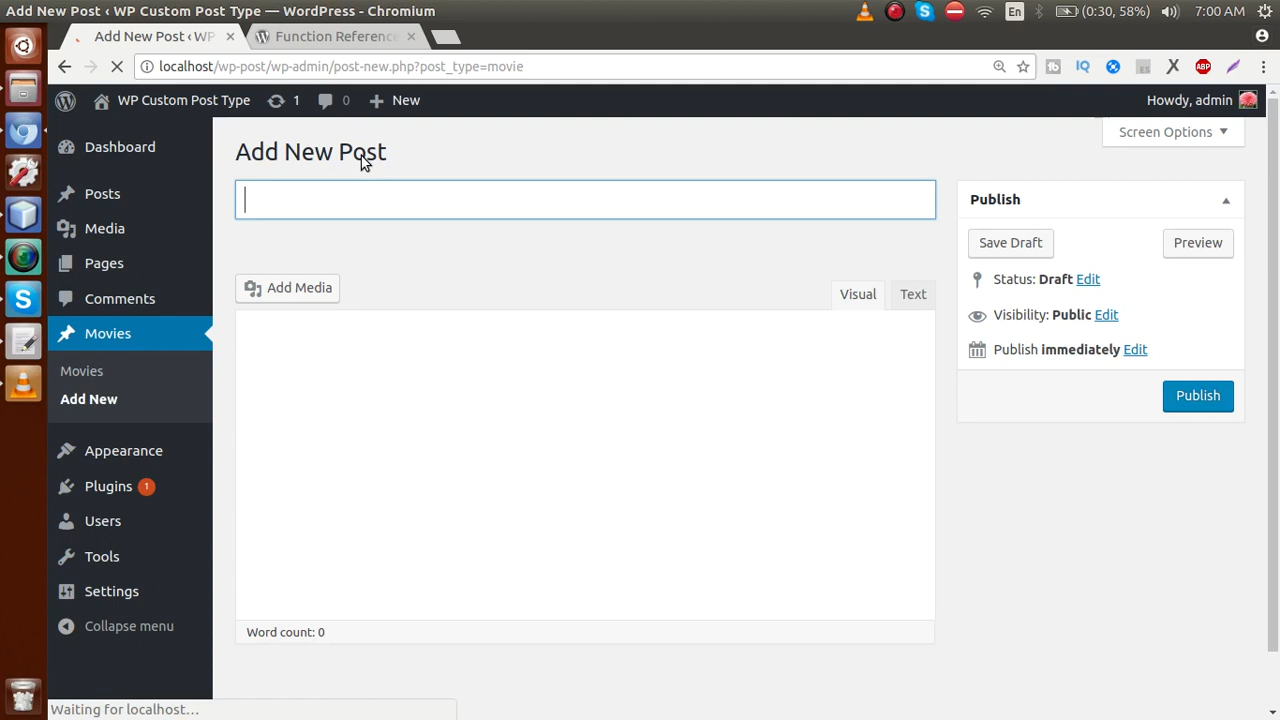 Add New Post ‹ WP Custom Post Type — WordPress - Chromium
En
(0:30, 58%)
7:00 AM
Add New Post ‹ WP
Function Reference
localhost/wp-post/wp-admin/post-new.php?post_type=movie
IQ
ABP
WP Custom Post Type
1
0
New
Howdy, admin
Dashboard
Posts
Media
Pages
Comments
Movies
Movies
Add New
Appearance
Plugins 1
Users
Tools
Settings
Collapse menu
Screen Options
Add New Post
Add Media
Visual
Text
Word count: 0
Publish
Save Draft
Preview
Status: Draft Edit
Visibility: Public Edit
Publish immediately Edit
Publish
Waiting for localhost…